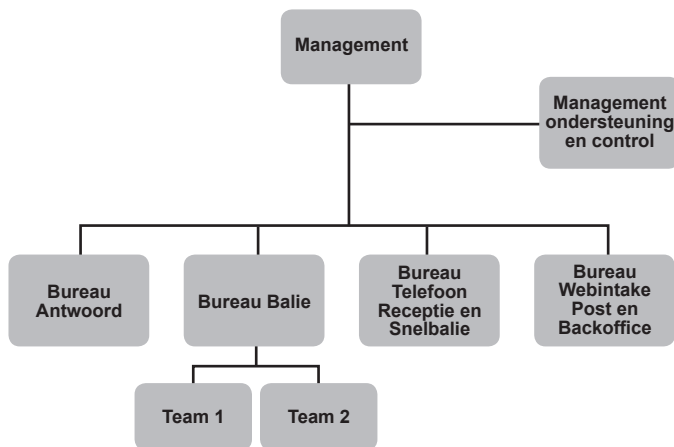 Management
Management
ondersteuning
en control
Bureau
Antwoord
Bureau Balie
Bureau
Telefoon
Receptie en
Snelbalie
Bureau
Webintake
Post en
Backoffice
Team 1
Team 2